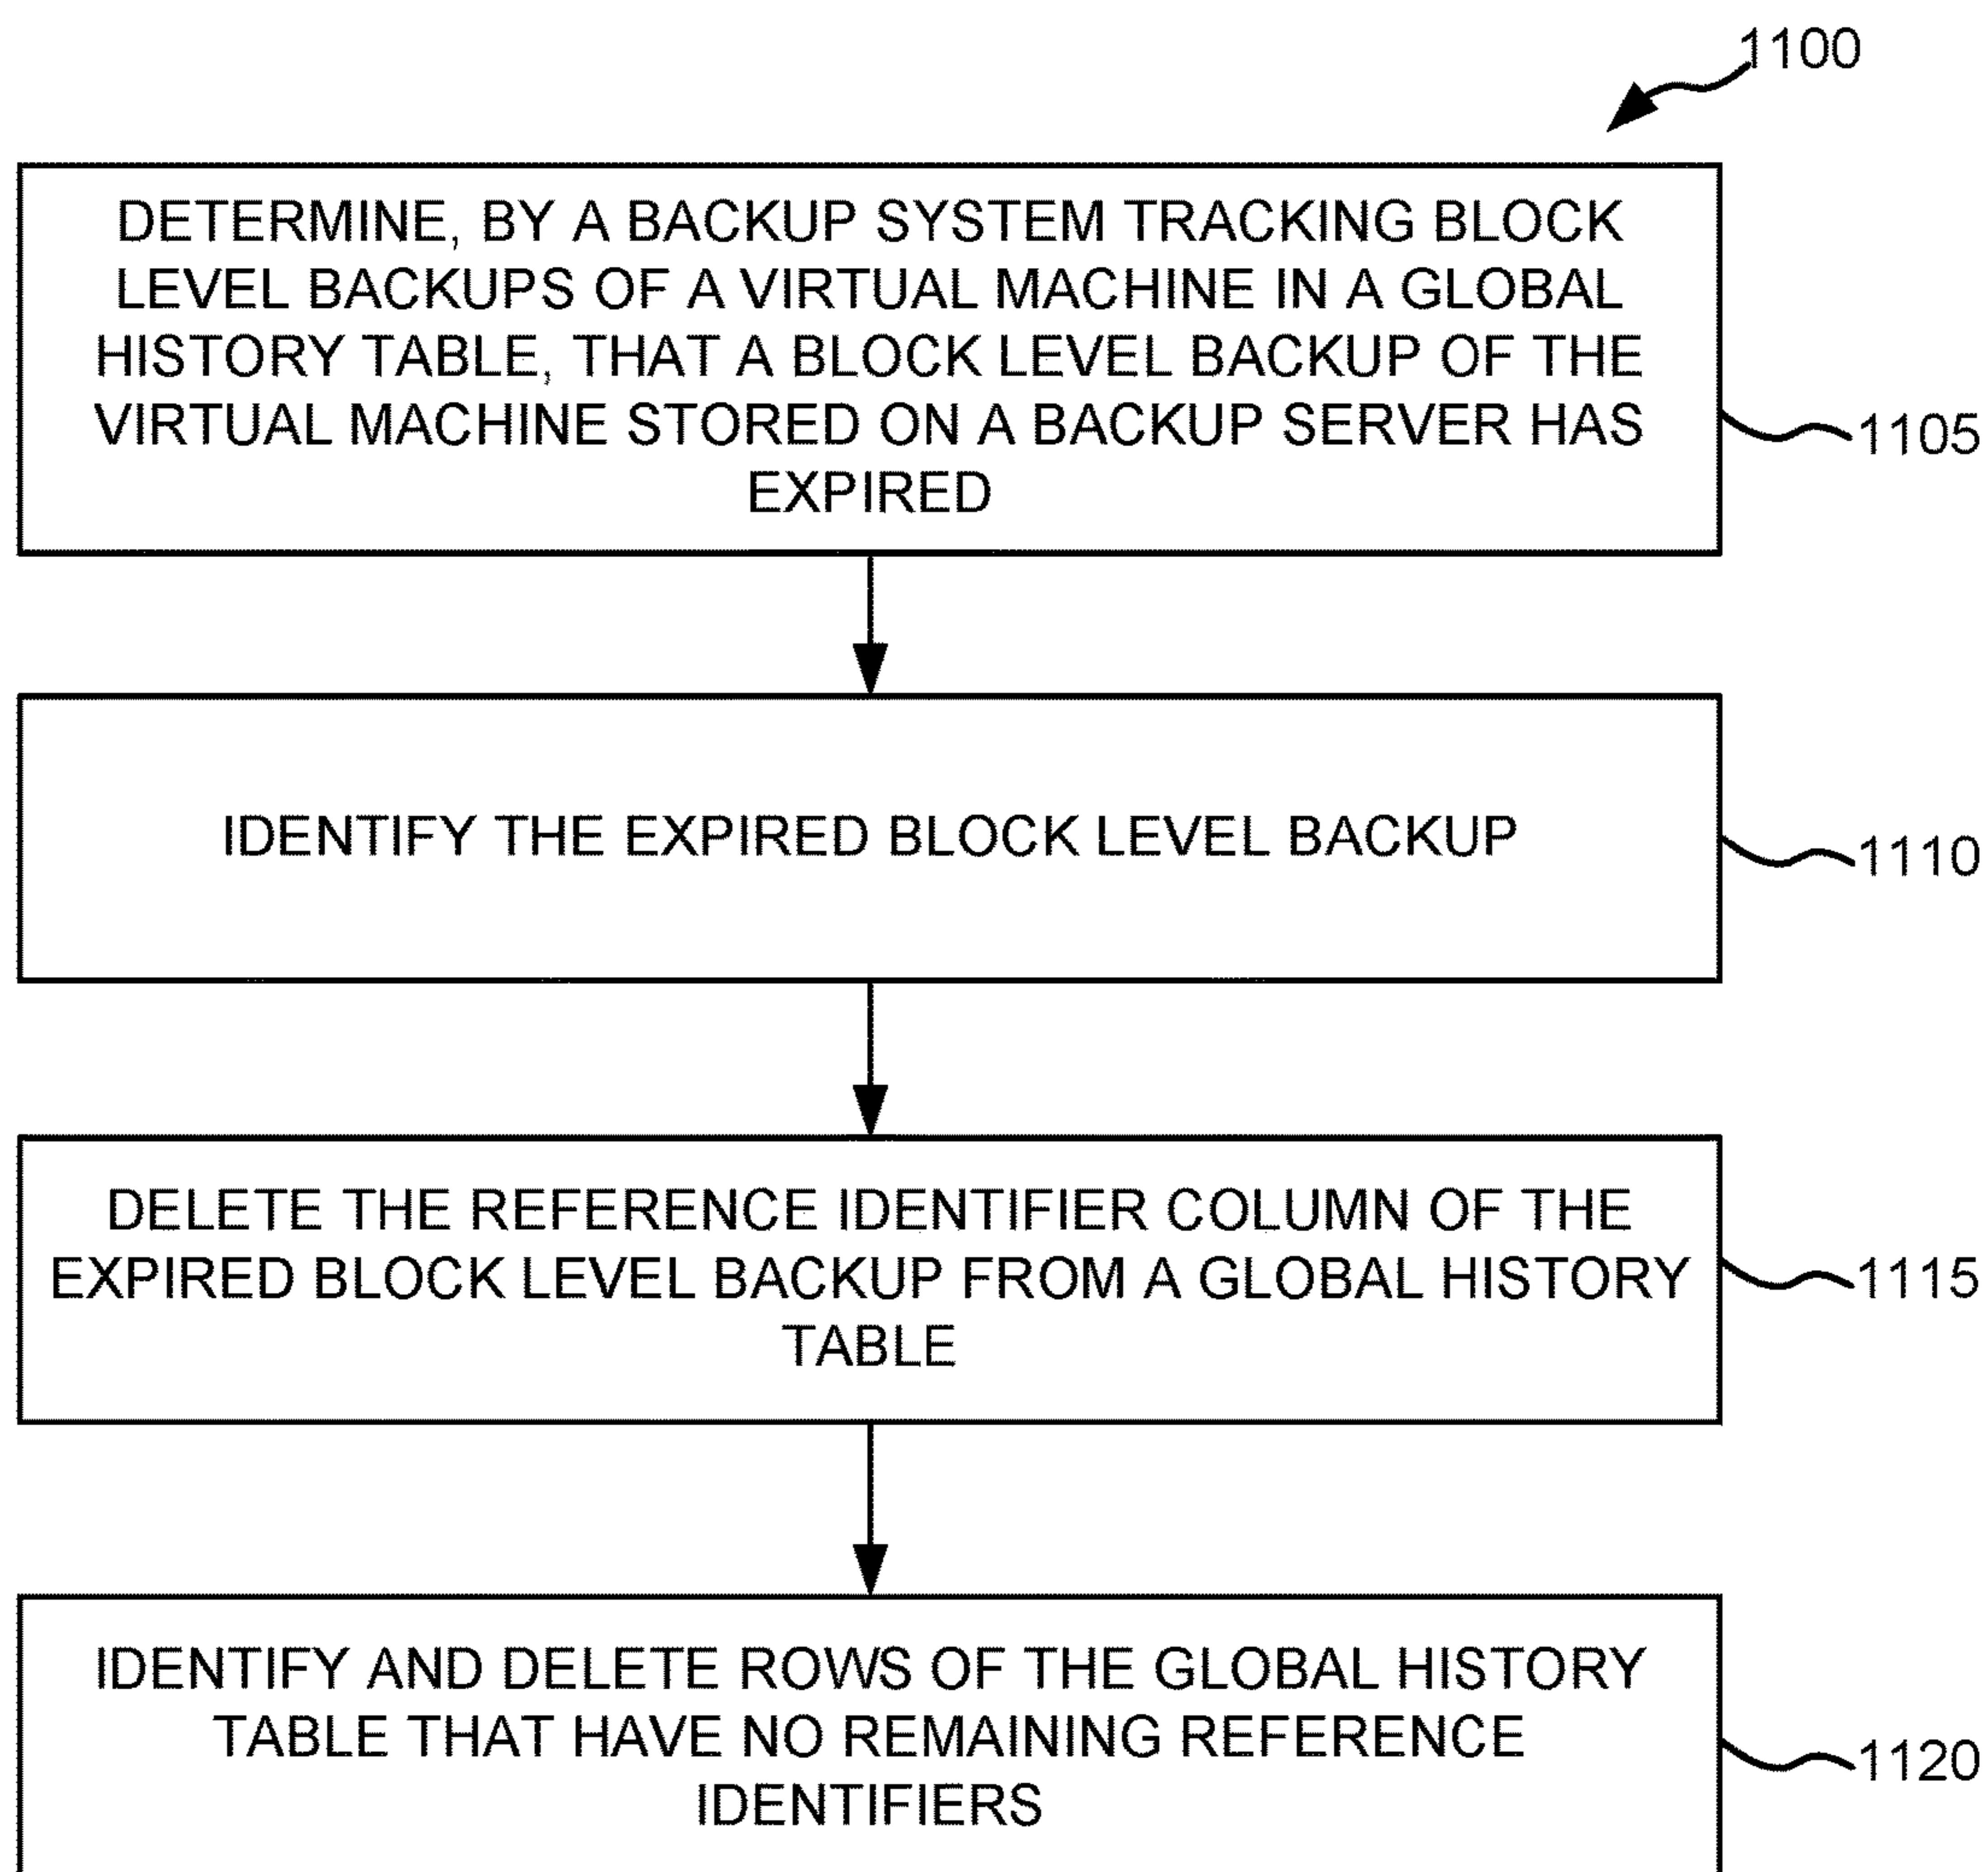 1100
DETERMINE, BY A BACKUP SYSTEM TRACKING BLOCK
LEVEL BACKUPS OF A VIRTUAL MACHINE IN A GLOBAL
HISTORY TABLE, THAT A BLOCK LEVEL BACKUP OF THE
VIRTUAL MACHINE STORED ON A BACKUP SERVER HAS
EXPIRED
1105
IDENTIFY THE EXPIRED BLOCK LEVEL BACKUP
1110
DELETE THE REFERENCE IDENTIFIER COLUMN OF THE
EXPIRED BLOCK LEVEL BACKUP FROM A GLOBAL HISTORY
TABLE
1115
IDENTIFY AND DELETE ROWS OF THE GLOBAL HISTORY
TABLE THAT HAVE NO REMAINING REFERENCE
IDENTIFIERS
1120